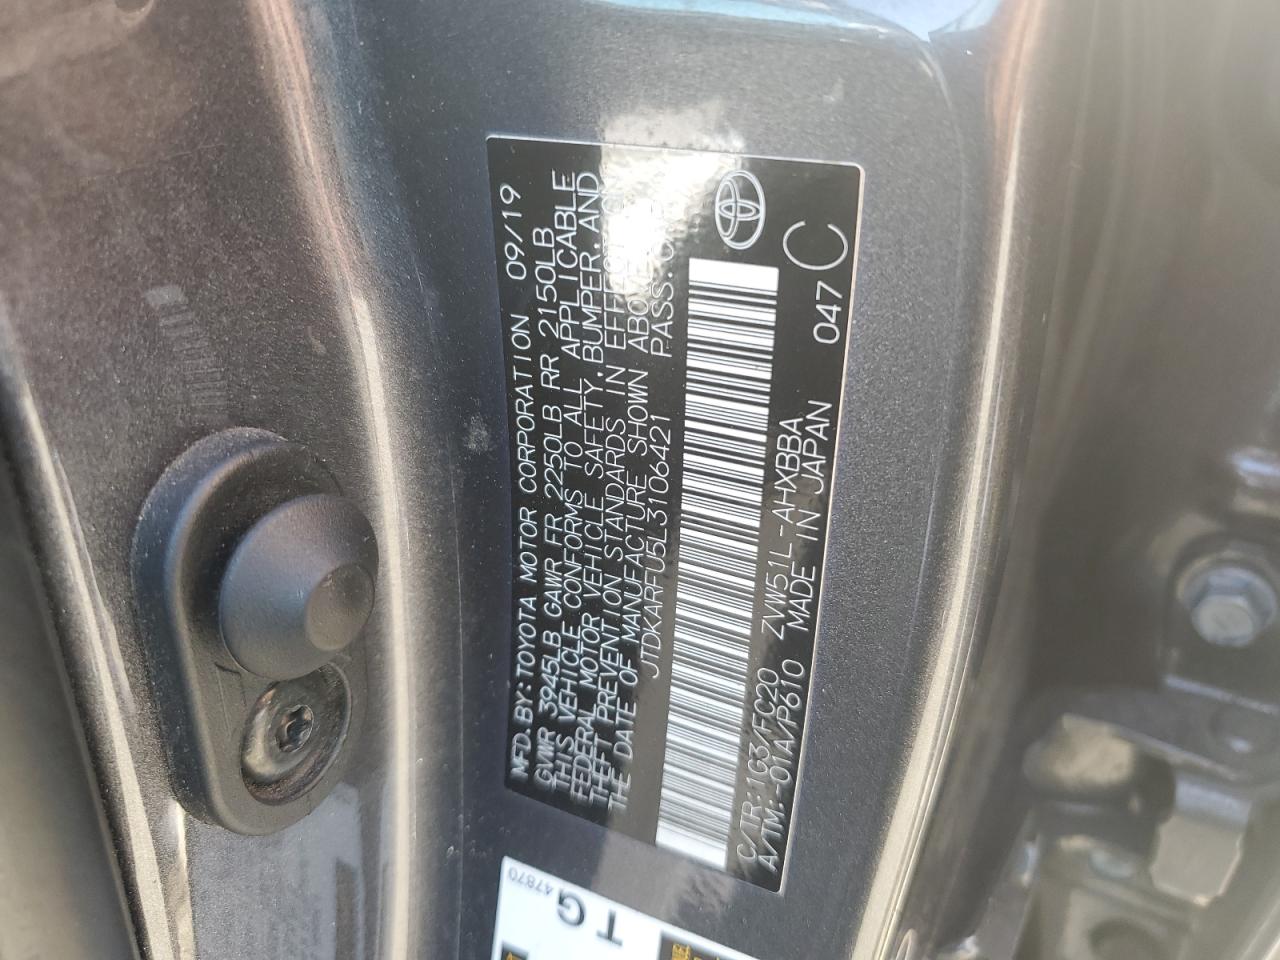 MFD. BY: TOYOTA MOTOR CORPORATION 09/19
GVWR 3945LB GAWR FR 2250LB RR 2150LB
THIS VEHICLE CONFORMS TO ALL APPLICABLE
FEDERAL MOTOR VEHICLE SAFETY, BUMPER, AND
THEFT PREVENTION STANDARDS IN
THE DATE OF MANUFACTURE SHOWN
JTDKARFU5L3106421 PASS.
C/TR: 1G3/FC20 ZVW51L-AHXBBA
A/TM: -01A/P610 MADE IN JAPAN 047 C
TG
47870